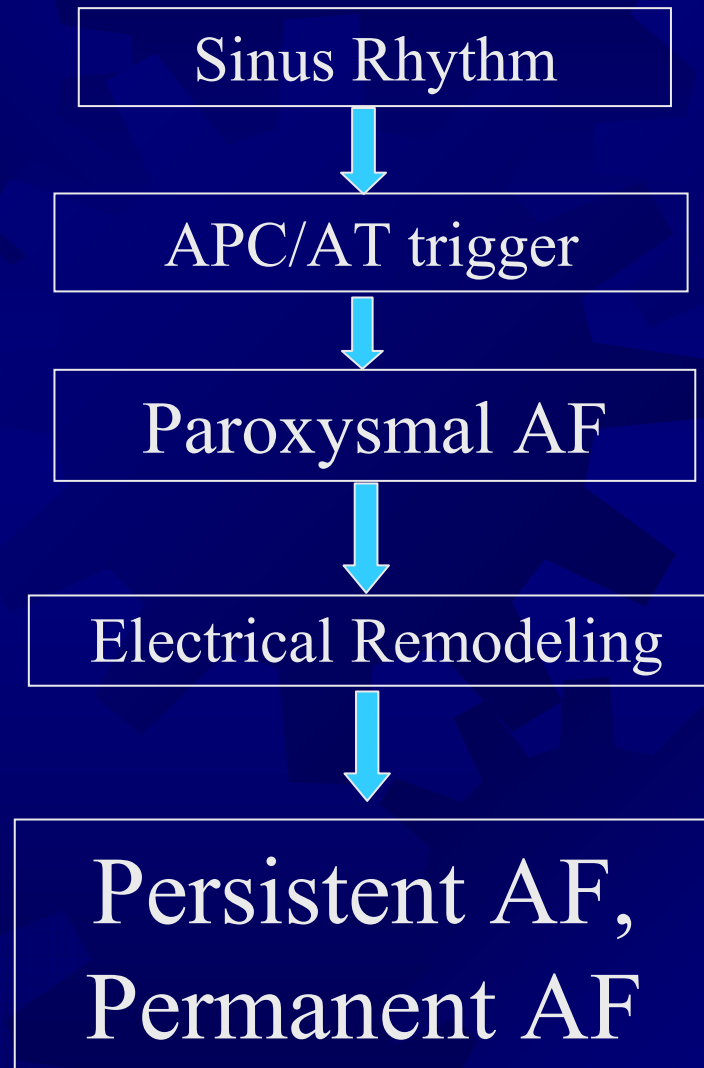 Sinus Rhythm
APC/AT trigger
Paroxysmal AF
Electrical Remodeling
Persistent AF,
Permanent AF